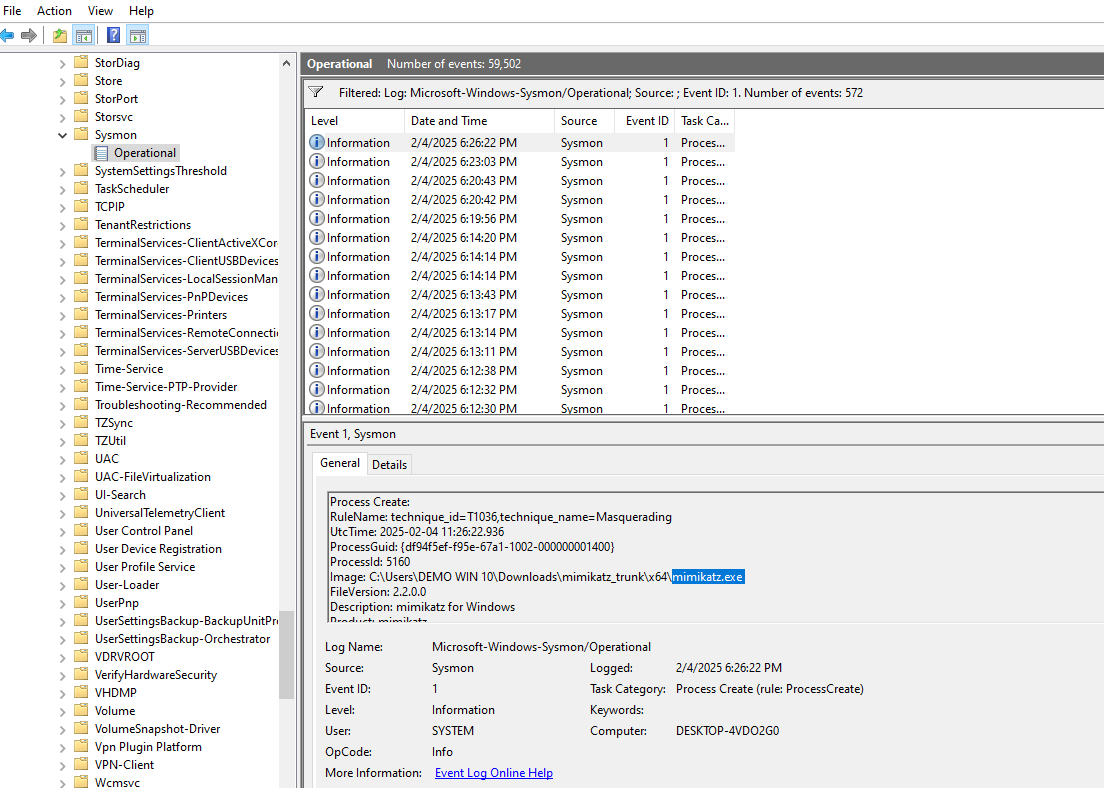 File Action View Help
StorDiag
Store
StorPort
Storsvc
Sysmon
Operational
SystemSettingsThreshold
TaskScheduler
TCPIP
TenantRestrictions
TerminalServices-ClientActiveXCor
TerminalServices-ClientUSBDevices
TerminalServices-LocalSessionMan
TerminalServices-PnPDevices
TerminalServices-Printers
TerminalServices-RemoteConnecti
TerminalServices-ServerUSBDevices
Time-Service
Time-Service-PTP-Provider
Troubleshooting-Recommended
TZSync
TZUtil
UAC
UAC-FileVirtualization
UI-Search
UniversalTelemetryClient
User Control Panel
User Device Registration
User Profile Service
User-Loader
UserPnp
UserSettingsBackup-BackupUnitPr
UserSettingsBackup-Orchestrator
VDRVROOT
VerifyHardwareSecurity
VHDMP
Volume
VolumeSnapshot-Driver
Vpn Plugin Platform
VPN-Client
Wcmsvc
Operational Number of events: 59,502
Filtered: Log: Microsoft-Windows-Sysmon/Operational; Source: ; Event ID: 1. Number of events: 572
Level Date and Time Source Event ID Task Ca...
Information 2/4/2025 6:26:22 PM Sysmon 1 Proces...
Information 2/4/2025 6:23:03 PM Sysmon 1 Proces...
Information 2/4/2025 6:20:43 PM Sysmon 1 Proces...
Information 2/4/2025 6:20:42 PM Sysmon 1 Proces...
Information 2/4/2025 6:19:56 PM Sysmon 1 Proces...
Information 2/4/2025 6:14:20 PM Sysmon 1 Proces...
Information 2/4/2025 6:14:14 PM Sysmon 1 Proces...
Information 2/4/2025 6:14:14 PM Sysmon 1 Proces...
Information 2/4/2025 6:13:43 PM Sysmon 1 Proces...
Information 2/4/2025 6:13:17 PM Sysmon 1 Proces...
Information 2/4/2025 6:13:14 PM Sysmon 1 Proces...
Information 2/4/2025 6:13:11 PM Sysmon 1 Proces...
Information 2/4/2025 6:12:38 PM Sysmon 1 Proces...
Information 2/4/2025 6:12:32 PM Sysmon 1 Proces...
Information 2/4/2025 6:12:30 PM Sysmon 1 Proces...
Event 1, Sysmon
General Details
Process Create:
RuleName: technique_id=T1036,technique_name=Masquerading
UtcTime: 2025-02-04 11:26:22.936
ProcessGuid: {df94f5ef-f95e-67a1-1002-000000001400}
ProcessId: 5160
Image: C:\Users\DEMO WIN 10\Downloads\mimikatz_trunk\x64\mimikatz.exe
FileVersion: 2.2.0.0
Description: mimikatz for Windows
Product: mimikatz
Log Name: Microsoft-Windows-Sysmon/Operational
Source: Sysmon Logged: 2/4/2025 6:26:22 PM
Event ID: 1 Task Category: Process Create (rule: ProcessCreate)
Level: Information Keywords:
User: SYSTEM Computer: DESKTOP-4VDO2G0
OpCode: Info
More Information: Event Log Online Help